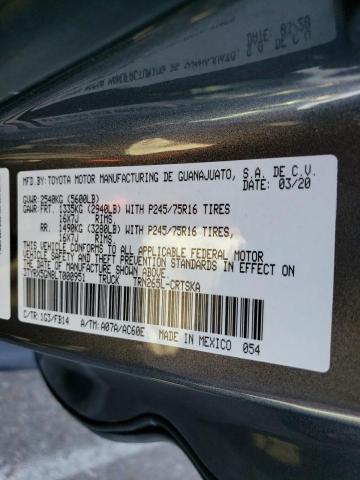 MFD.BY:TOYOTA MOTOR MANUFACTURING DE GUANAJUATO, S.A. DE C.V.
DATE: 03/20
GVWR:2540KG (5600LB)
GAWR:FRT. 1335KG (2940LB) WITH P245/75R16 TIRES
16X7J RIMS
RR. 1490KG (3280LB) WITH P245/75R16 TIRES,
16X7J RIMS
THIS VEHICLE CONFORMS TO ALL APPLICABLE FEDERAL MOTOR
VEHICLE SAFETY AND THEFT PREVENTION STANDARDS IN EFFECT
ON THE DATE OF MANUFACTURE SHOWN ABOVE.
3TYRX5GN8LT000951 TRUCK TRN265L-CRTSKA
C/TR: 1G3/FB14 A/TM: A07A/AC60E MADE IN MEXICO 054